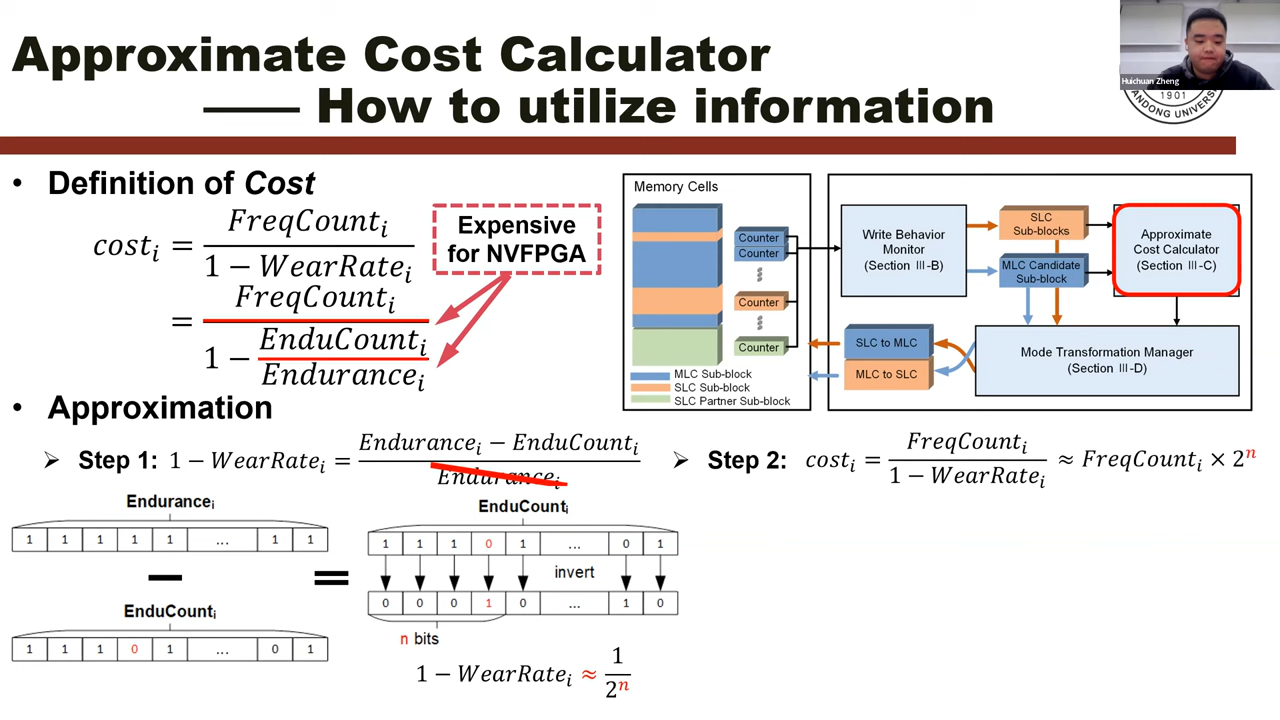 Approximate Cost Calculator
—— How to utilize information
Huichuan Zheng
1901
ANDONG UNIVERS
• Definition of Cost
cost_i = FreqCount_i / (1 − WearRate_i)
= FreqCount_i / (1 − EnduCount_i / Endurance_i)
Expensive
for NVFPGA
Memory Cells
Counter
Counter
Counter
Counter
MLC Sub-block
SLC Sub-block
SLC Partner Sub-block
Write Behavior
Monitor
(Section Ⅲ-B)
SLC
Sub-blocks
MLC Candidate
Sub-block
Approximate
Cost Calculator
(Section Ⅲ-C)
SLC to MLC
MLC to SLC
Mode Transformation Manager
(Section Ⅲ-D)
• Approximation
➢ Step 1: 1 − WearRate_i = (Endurance_i − EnduCount_i) / Endurance_i
Endurance_i
1 1 1 1 1 ... 1 1
−
EnduCount_i
1 1 1 0 1 ... 0 1
=
EnduCount_i
1 1 1 0 1 ... 0 1
invert
0 0 0 1 0 ... 1 0
n bits
1 − WearRate_i ≈ 1 / 2^n
➢ Step 2: cost_i = FreqCount_i / (1 − WearRate_i) ≈ FreqCount_i × 2^n